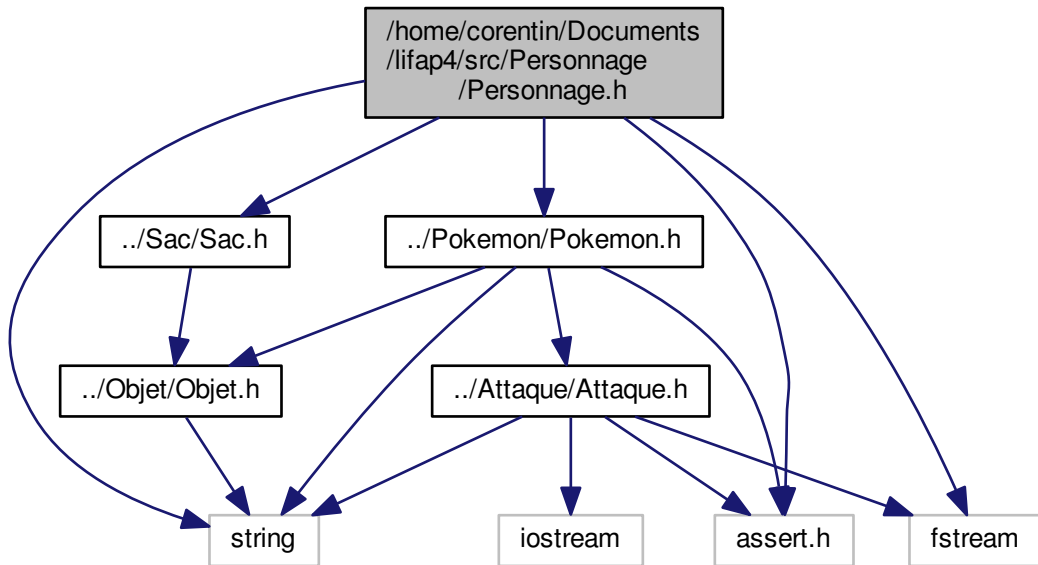 /home/corentin/Documents
/lifap4/src/Personnage
/Personnage.h
../Sac/Sac.h
../Pokemon/Pokemon.h
../Objet/Objet.h
../Attaque/Attaque.h
string
iostream
assert.h
fstream